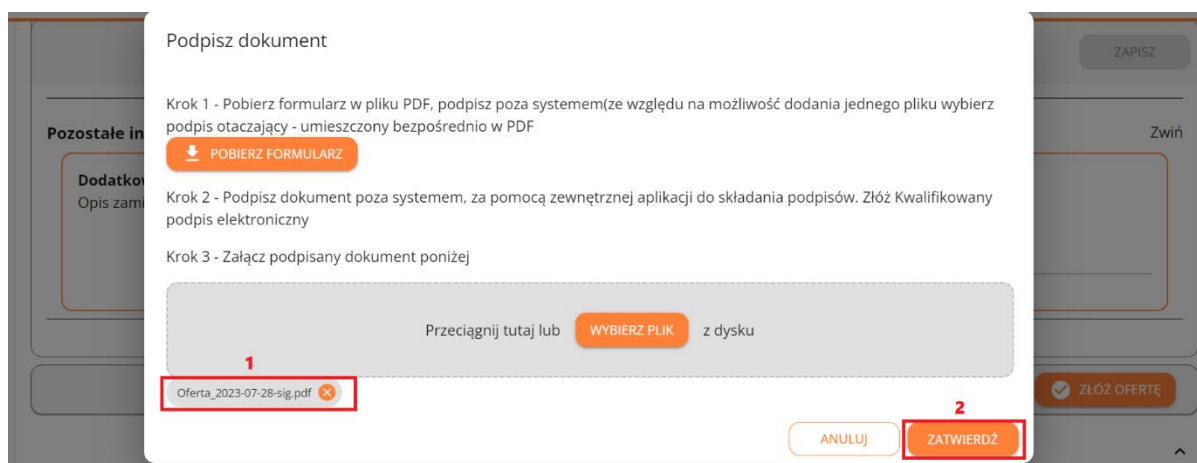 Podpisz dokument
ZAPISZ
Krok 1 - Pobierz formularz w pliku PDF, podpisz poza systemem(ze względu na możliwość dodania jednego pliku wybierz
podpis otaczający - umieszczony bezpośrednio w PDF
Pozostałe in
Zwiń
POBIERZ FORMULARZ
Dodatko
Opis zami
Krok 2 - Podpisz dokument poza systemem, za pomocą zewnętrznej aplikacji do składania podpisów. Złóż Kwalifikowany
podpis elektroniczny
Krok 3 - Załącz podpisany dokument poniżej
Przeciągnij tutaj lub WYBIERZ PLIK z dysku
1
Oferta_2023-07-28-sig.pdf
ZŁÓŻ OFERTĘ
2
ANULUJ ZATWIERDŹ